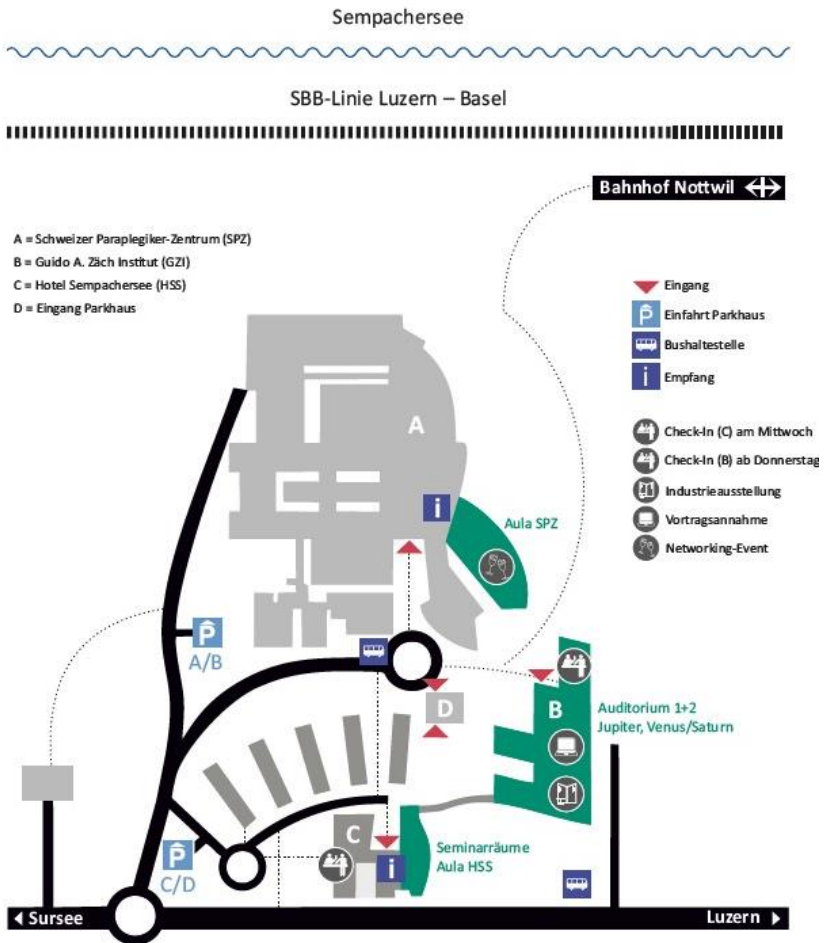 Sempachersee
SBB-Linie Luzern – Basel
Bahnhof Nottwil
A = Schweizer Paraplegiker-Zentrum (SPZ)
B = Guido A. Zäch Institut (GZI)
C = Hotel Sempachersee (HSS)
D = Eingang Parkhaus
Eingang
P Einfahrt Parkhaus
Bushaltestelle
i Empfang
Check-In (C) am Mittwoch
Check-In (B) ab Donnerstag
Industrieausstellung
Vortragsannahme
Networking-Event
A
i
Aula SPZ
P
A/B
D
B
Auditorium 1+2
Jupiter, Venus/Saturn
C
i
Seminarräume
Aula HSS
P
C/D
Sursee
Luzern